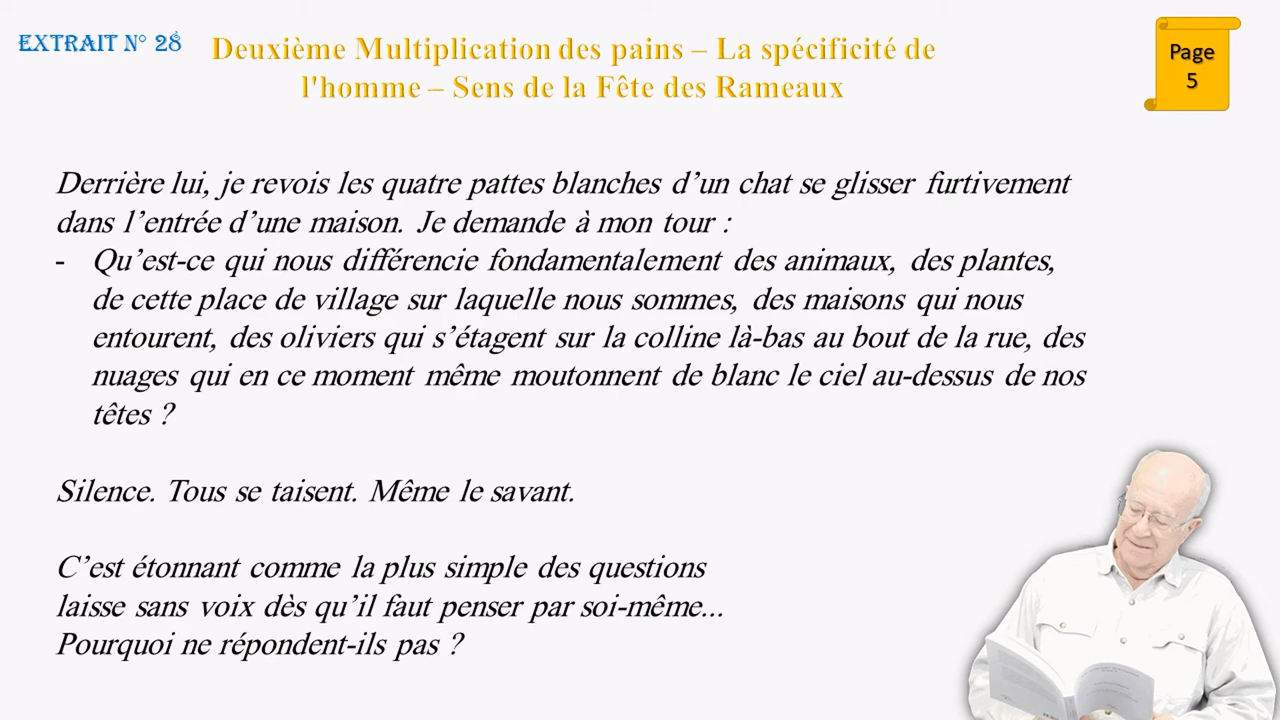 EXTRAIT N° 28
Deuxième Multiplication des pains – La spécificité de
l'homme – Sens de la Fête des Rameaux
Page
5
Derrière lui, je revois les quatre pattes blanches d’un chat se glisser furtivement
dans l’entrée d’une maison. Je demande à mon tour :
- Qu’est-ce qui nous différencie fondamentalement des animaux, des plantes,
de cette place de village sur laquelle nous sommes, des maisons qui nous
entourent, des oliviers qui s’étagent sur la colline là-bas au bout de la rue, des
nuages qui en ce moment même moutonnent de blanc le ciel au-dessus de nos
têtes ?
Silence. Tous se taisent. Même le savant.
C’est étonnant comme la plus simple des questions
laisse sans voix dès qu’il faut penser par soi-même...
Pourquoi ne répondent-ils pas ?